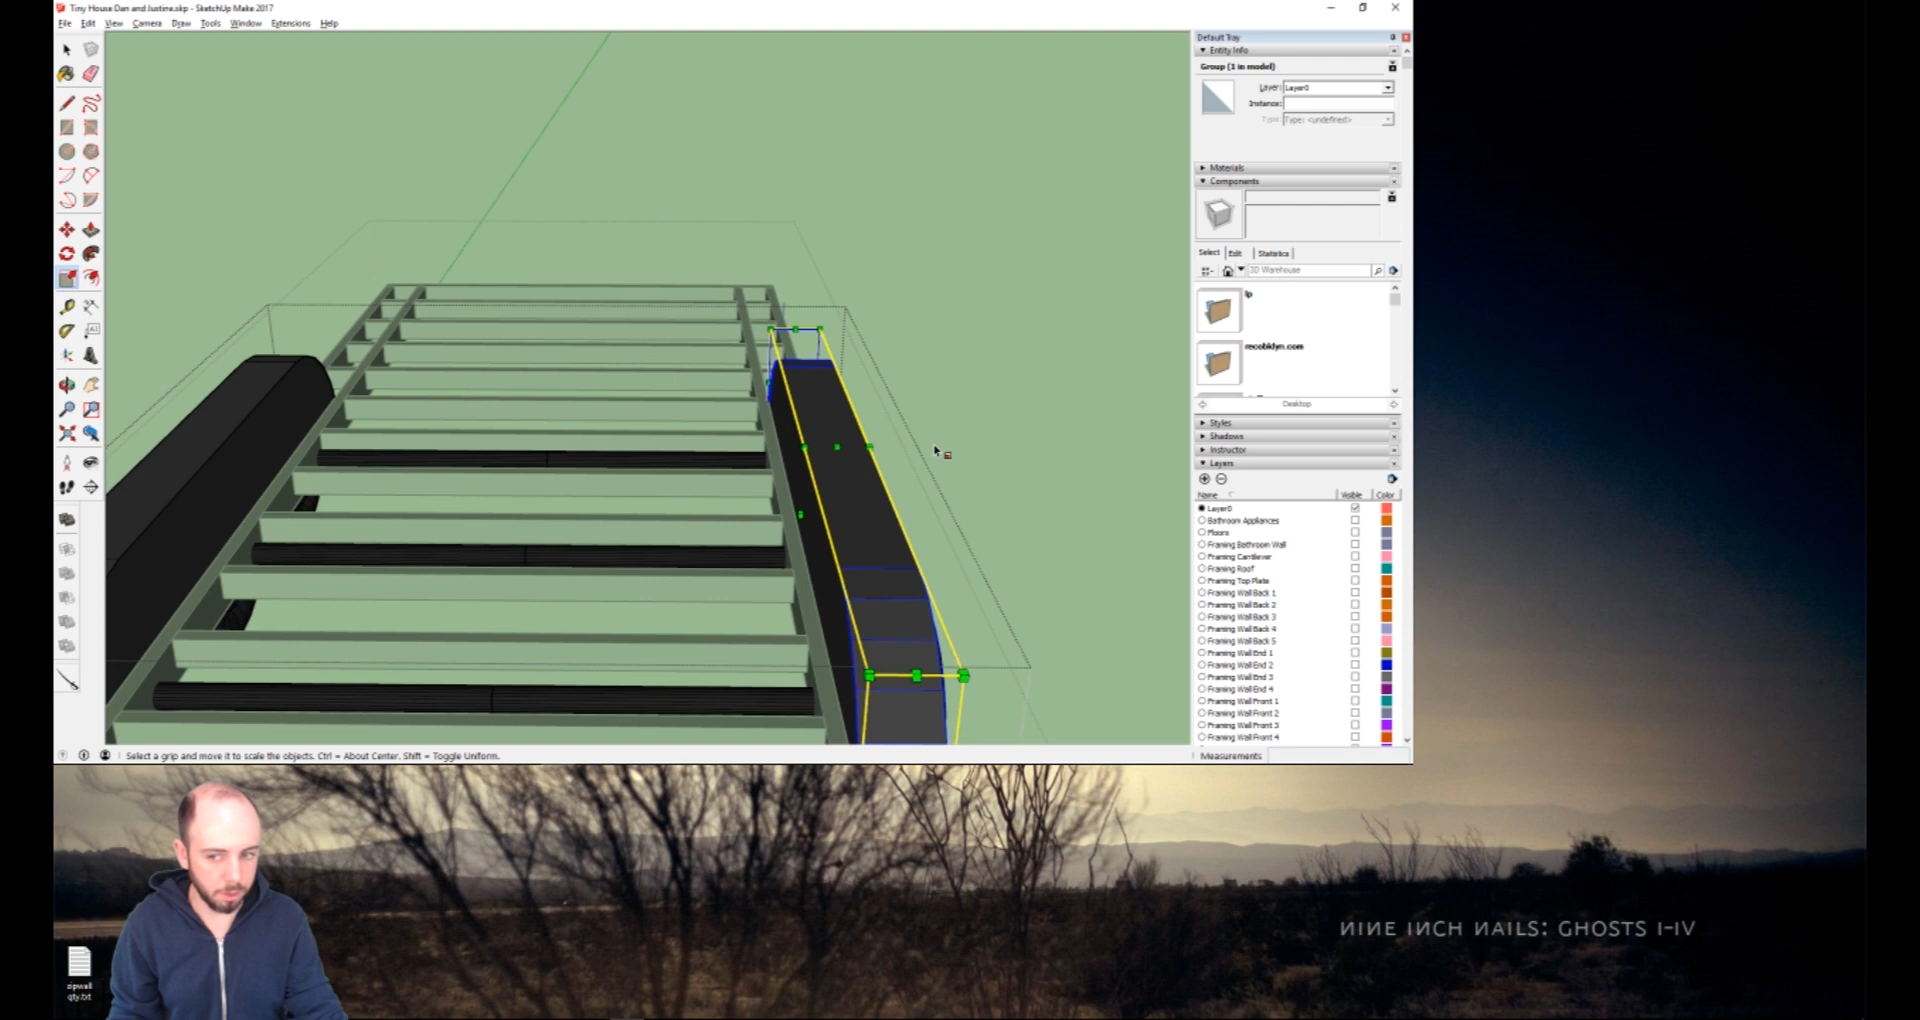 Tiny House Dan and Justine.skp - SketchUp Make 2017
File Edit View Camera Draw Tools Window Extensions Help
Default Tray
Entity Info
Group (1 in model)
Layer: Layer0
Instance:
Type: Type: <undefined>
Materials
Components
Select Edit Statistics
3D Warehouse
lp
recobklyn.com
Desktop
Styles
Shadows
Instructor
Layers
Name Visible Color
Layer0
Bathroom Appliances
Floors
Framing Bathroom Wall
Framing Cantilever
Framing Roof
Framing Top Plate
Framing Wall Back 1
Framing Wall Back 2
Framing Wall Back 3
Framing Wall Back 4
Framing Wall Back 5
Framing Wall End 1
Framing Wall End 2
Framing Wall End 3
Framing Wall End 4
Framing Wall Front 1
Framing Wall Front 2
Framing Wall Front 3
Framing Wall Front 4
Select a grip and move it to scale the objects. Ctrl = About Center. Shift = Toggle Uniform.
Measurements
NINE INCH NAILS: GHOSTS I-IV
zipwall
qty.txt